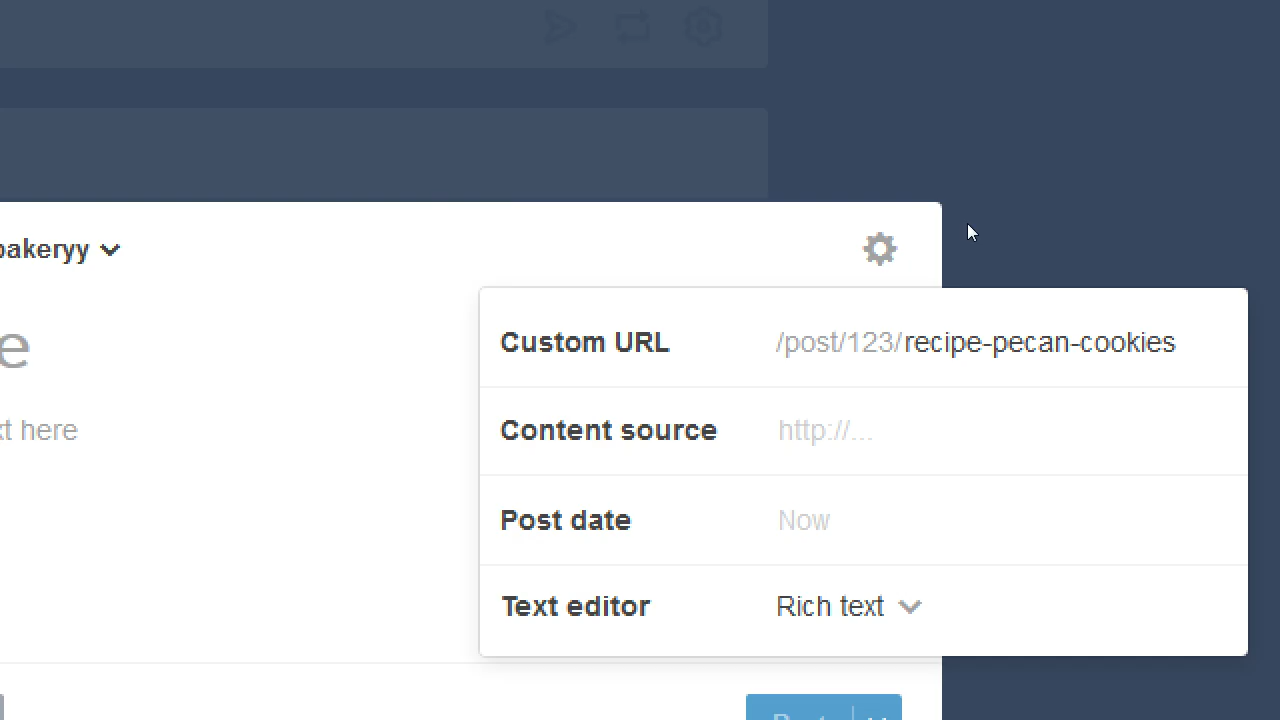 bakeryy
Custom URL /post/123/recipe-pecan-cookies
Content source http://...
here
Post date Now
Text editor Rich text